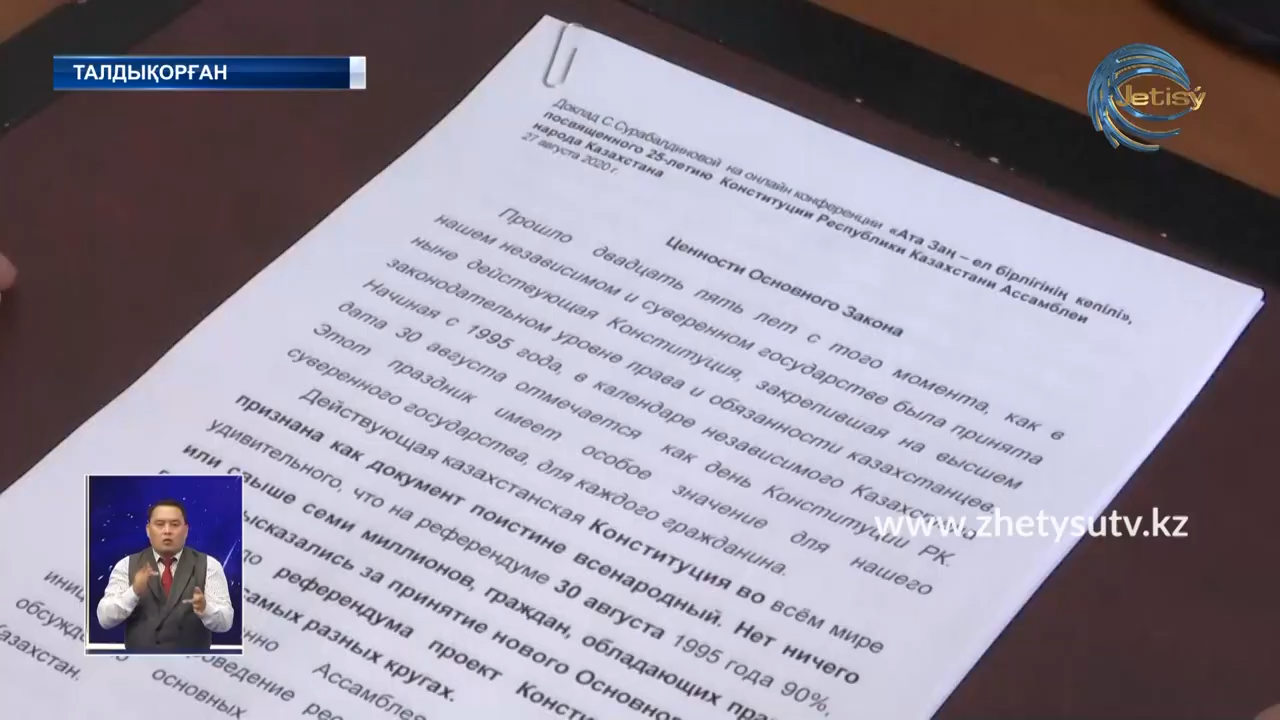 ТАЛДЫҚОРҒАН
Jetisý
Доклад С.Сурабалдиновой на онлайн конференции «Ата Заң – ел бірлігінің кепілі»,
посвященного 25-летию Конституции Республики Казахстани Ассамблеи
народа Казахстана
27 августа 2020 г.
Ценности Основного Закона
Прошло двадцать пять лет с того момента, как в
нашем независимом и суверенном государстве была принята
ныне действующая Конституция, закрепившая на высшем
законодательном уровне права и обязанности казахстанцев.
Начиная с 1995 года, в календаре независимого Казахстана
дата 30 августа отмечается как день Конституции РК.
Этот праздник имеет особое значение для нашего
суверенного государства, для каждого гражданина.
Действующая казахстанская Конституция во всём мире
признана как документ поистине всенародный. Нет ничего
удивительного, что на референдуме 30 августа 1995 года 90%,
или свыше семи миллионов, граждан, обладающих
высказались за принятие нового
референдума проект
самых разных кругах.
обсужд
основных
www.zhetysutv.kz